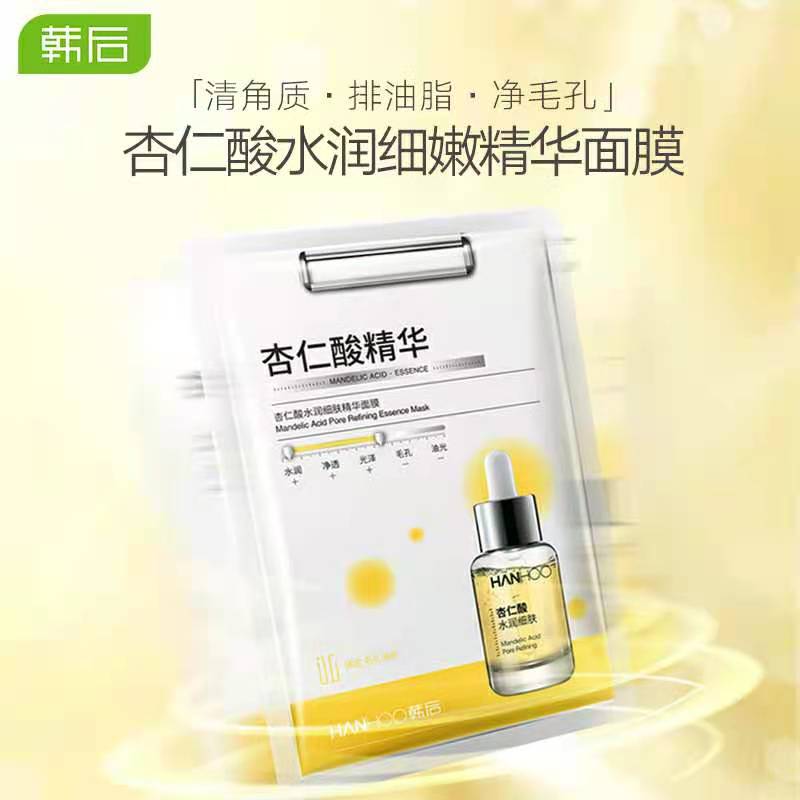 韩后
「清角质·排油脂·净毛孔」
杏仁酸水润细嫩精华面膜
杏仁酸精华
MANDELIC ACID - ESSENCE
杏仁酸水润细肤精华面膜
Mandelic Acid Pore Refining Essence Mask
水润 净透 光泽 毛孔 油光
+ + + － －
HANHOO
杏仁酸
水润细肤
Mandelic Acid
Pore Refining
HANHOO韩后